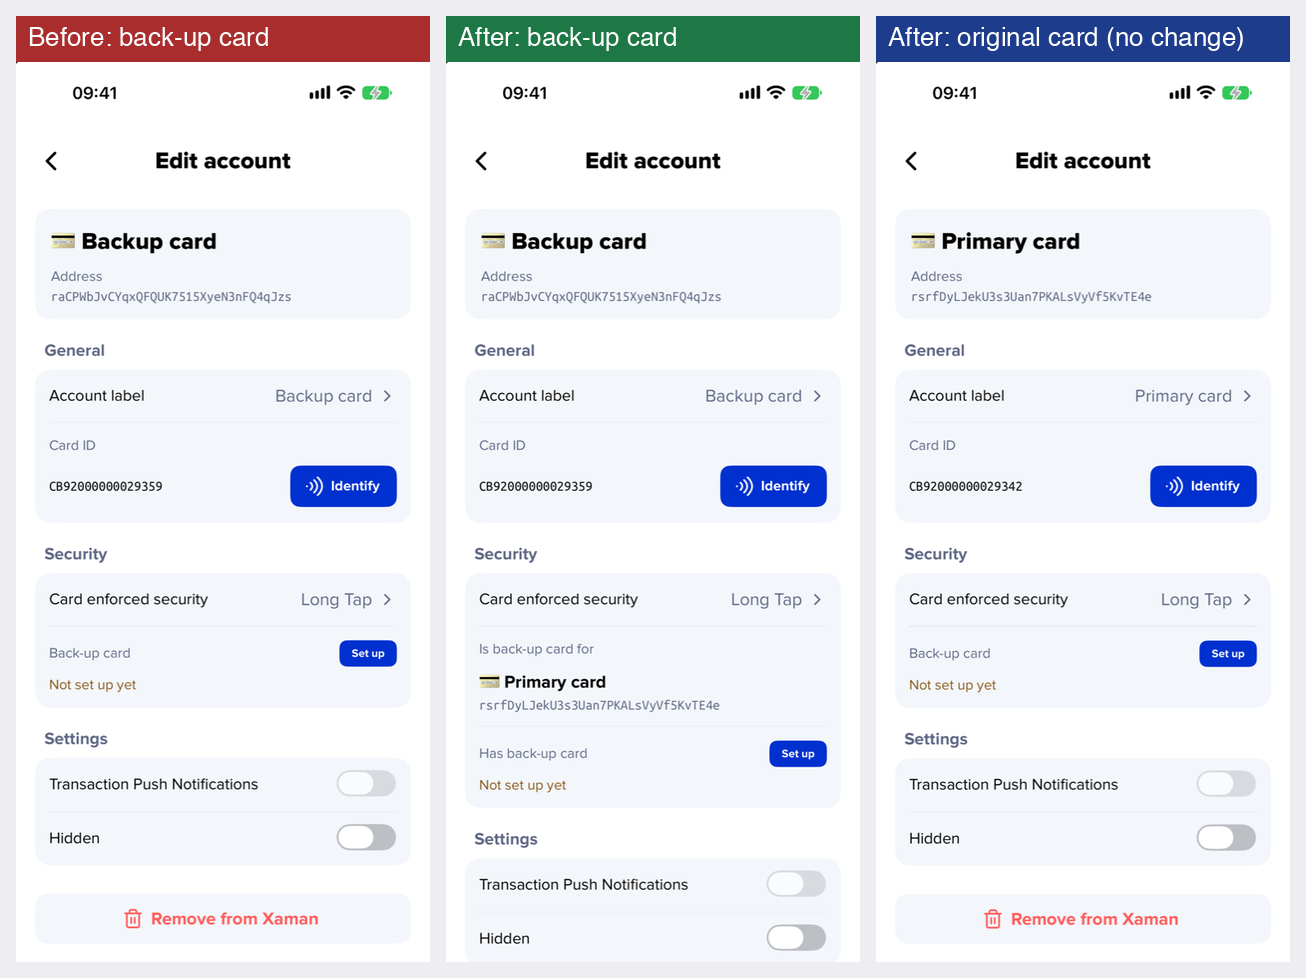 Before: back-up card
09:41
Edit account
Backup card
Address
raCPWbJvCYqxQFQUK7515XyeN3nFQ4qJzs
General
Account label Backup card
Card ID
CB92000000029359 Identify
Security
Card enforced security Long Tap
Back-up card Set up
Not set up yet
Settings
Transaction Push Notifications
Hidden
Remove from Xaman
After: back-up card
09:41
Edit account
Backup card
Address
raCPWbJvCYqxQFQUK7515XyeN3nFQ4qJzs
General
Account label Backup card
Card ID
CB92000000029359 Identify
Security
Card enforced security Long Tap
Is back-up card for
Primary card
rsrfDyLJekU3s3Uan7PKALsVyVf5KvTE4e
Has back-up card Set up
Not set up yet
Settings
Transaction Push Notifications
Hidden
After: original card (no change)
09:41
Edit account
Primary card
Address
rsrfDyLJekU3s3Uan7PKALsVyVf5KvTE4e
General
Account label Primary card
Card ID
CB92000000029342 Identify
Security
Card enforced security Long Tap
Back-up card Set up
Not set up yet
Settings
Transaction Push Notifications
Hidden
Remove from Xaman